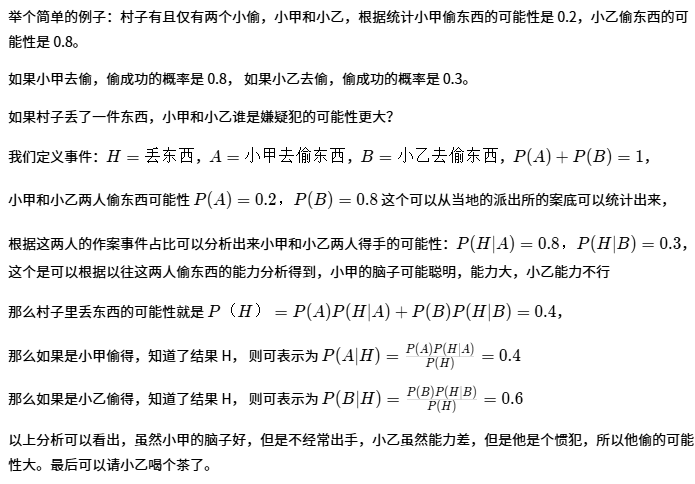 举个简单的例子：村子有且仅有两个小偷，小甲和小乙，根据统计小甲偷东西的可能性是 0.2，小乙偷东西的可
能性是 0.8。
如果小甲去偷，偷成功的概率是 0.8， 如果小乙去偷，偷成功的概率是 0.3。
如果村子丢了一件东西，小甲和小乙谁是嫌疑犯的可能性更大？
我们定义事件：H = 丢东西，A = 小甲去偷东西，B = 小乙去偷东西，P(A) + P(B) = 1，
小甲和小乙两人偷东西可能性 P(A) = 0.2，P(B) = 0.8 这个可以从当地的派出所的案底可以统计出来，
根据这两人的作案事件占比可以分析出来小甲和小乙两人得手的可能性：P(H|A) = 0.8，P(H|B) = 0.3，
这个是可以根据以往这两人偷东西的能力分析得到，小甲的脑子可能聪明，能力大，小乙能力不行
那么村子里丢东西的可能性就是 P（H） = P(A)P(H|A) + P(B)P(H|B) = 0.4，
那么如果是小甲偷得，知道了结果 H， 则可表示为 P(A|H) = P(A)P(H|A)/P(H) = 0.4
那么如果是小乙偷得，知道了结果 H， 则可表示为 P(B|H) = P(B)P(H|B)/P(H) = 0.6
以上分析可以看出，虽然小甲的脑子好，但是不经常出手，小乙虽然能力差，但是他是个惯犯，所以他偷的可能
性大。最后可以请小乙喝个茶了。